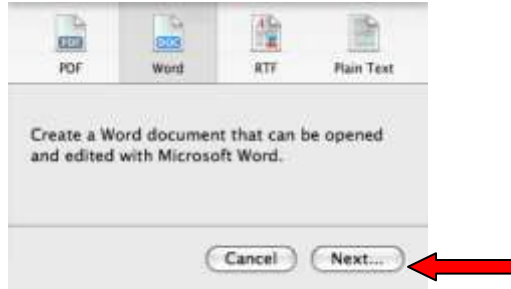 PDF
DOC
PDF Word RTF Plain Text
Create a Word document that can be opened
and edited with Microsoft Word.
Cancel Next...